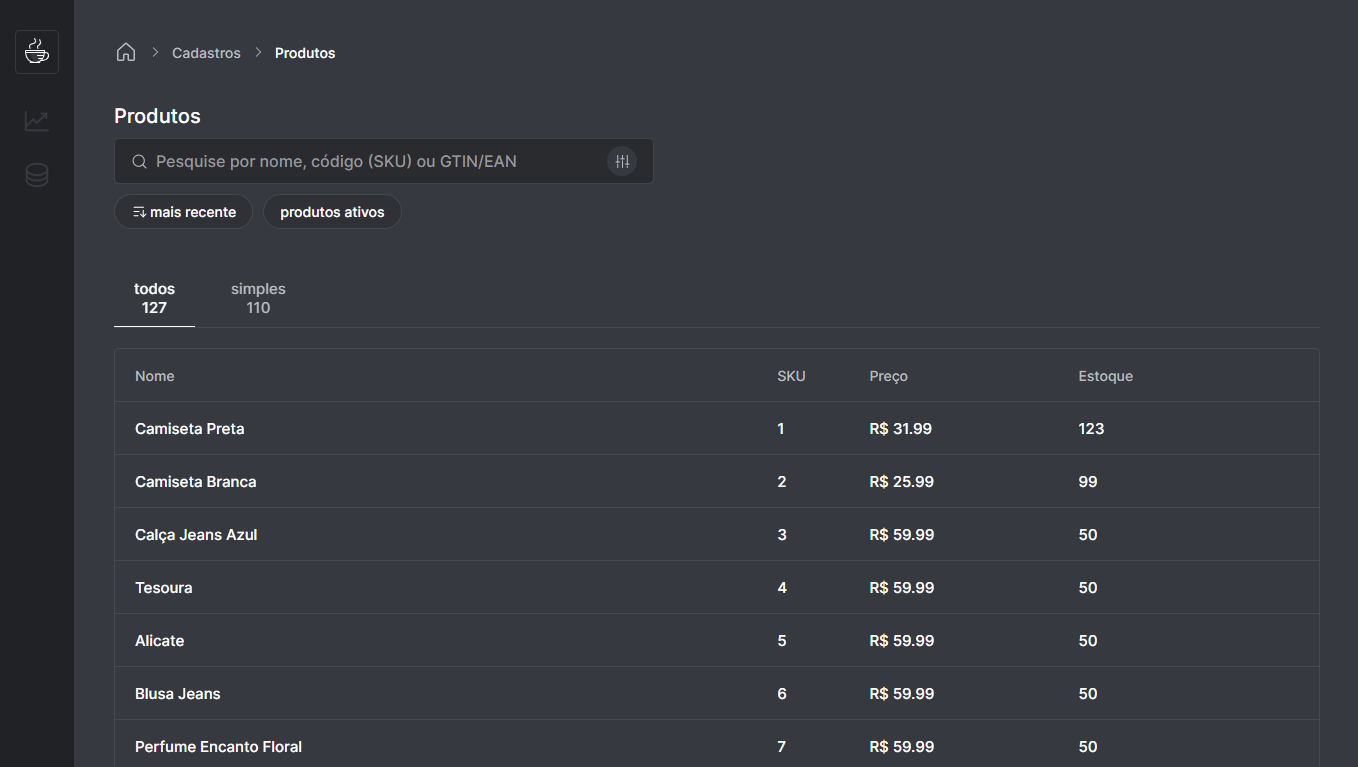 Cadastros Produtos
Produtos
Pesquise por nome, código (SKU) ou GTIN/EAN
mais recente produtos ativos
todos simples
127 110
Nome SKU Preço Estoque
Camiseta Preta 1 R$ 31.99 123
Camiseta Branca 2 R$ 25.99 99
Calça Jeans Azul 3 R$ 59.99 50
Tesoura 4 R$ 59.99 50
Alicate 5 R$ 59.99 50
Blusa Jeans 6 R$ 59.99 50
Perfume Encanto Floral 7 R$ 59.99 50